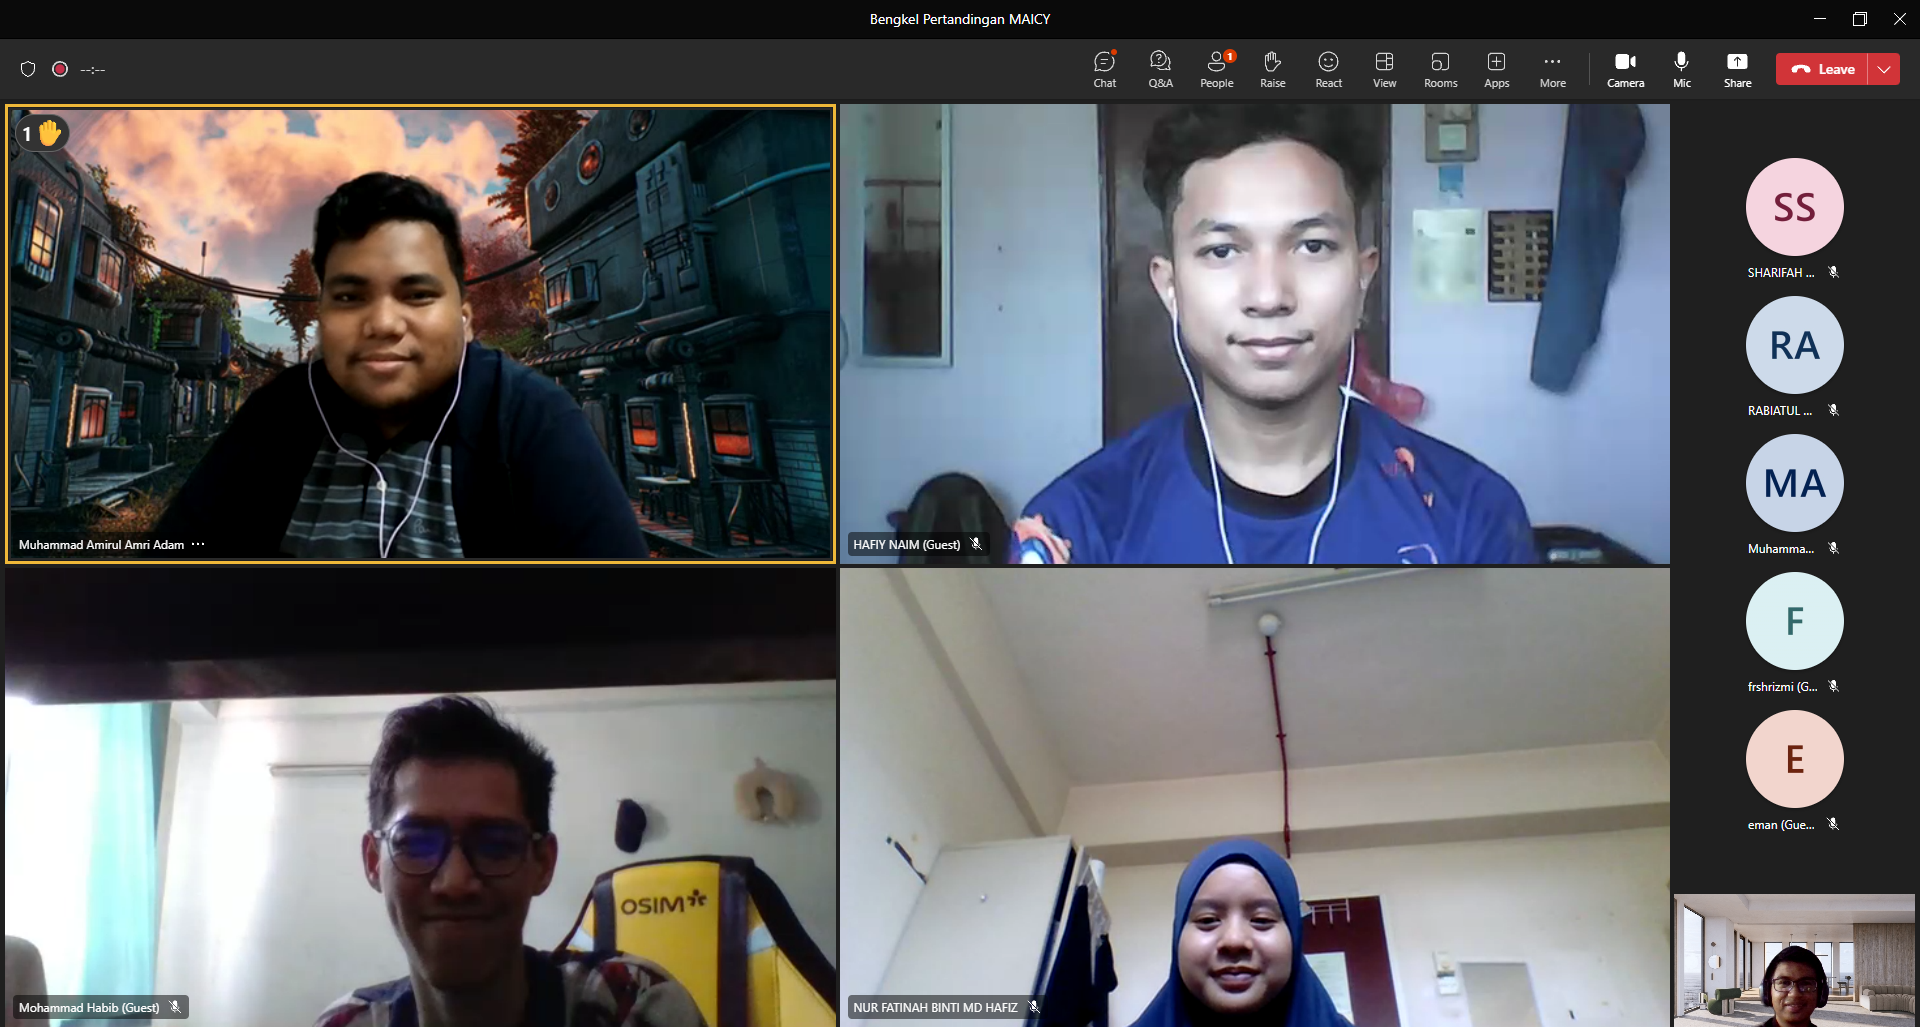 Bengkel Pertandingan MAICY
--:--
Chat
Q&A
People
1
Raise
React
View
Rooms
Apps
More
Camera
Mic
Share
Leave
1
Muhammad Amirul Amri Adam ...
HAFIY NAIM (Guest)
SS
SHARIFAH ...
RA
RABIATUL ...
MA
Muhamma...
F
frshrizmi (G...
E
eman (Gue...
OSIM
Mohammad Habib (Guest)
NUR FATINAH BINTI MD HAFIZ